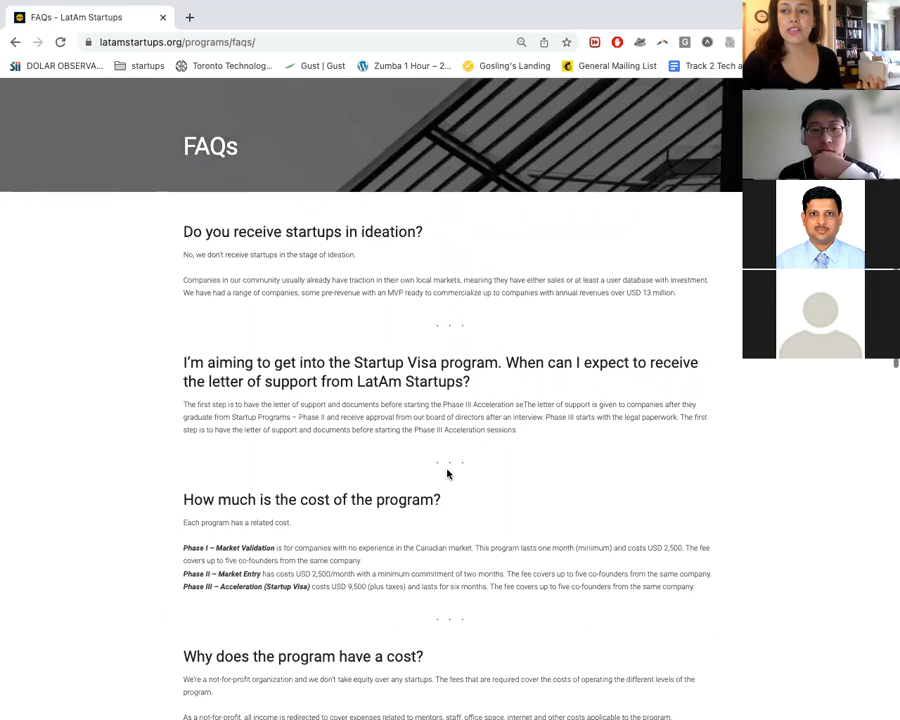 FAQs - LatAm Startups
latamstartups.org/programs/faqs/
DOLAR OBSERVA...
startups
Toronto Technolog...
Gust | Gust
Zumba 1 Hour – 2...
Gosling's Landing
General Mailing List
Track 2 Tech a
FAQs
Do you receive startups in ideation?
No, we don't receive startups in the stage of ideation.
Companies in our community usually already have traction in their own local markets, meaning they have either sales or at least a user database with investment.
We have had a range of companies, some pre-revenue with an MVP ready to commercialize up to companies with annual revenues over USD 13 million.
. . .
I'm aiming to get into the Startup Visa program. When can I expect to receive
the letter of support from LatAm Startups?
The first step is to have the letter of support and documents before starting the Phase III Acceleration seThe letter of support is given to companies after they
graduate from Startup Programs – Phase II and receive approval from our board of directors after an interview. Phase III starts with the legal paperwork. The first
step is to have the letter of support and documents before starting the Phase III Acceleration sessions.
. . .
How much is the cost of the program?
Each program has a related cost.
Phase I – Market Validation is for companies with no experience in the Canadian market. This program lasts one month (minimum) and costs USD 2,500. The fee
covers up to five co-founders from the same company.
Phase II – Market Entry has costs USD 2,500/month with a minimum commitment of two months. The fee covers up to five co-founders from the same company.
Phase III – Acceleration (Startup Visa) costs USD 9,500 (plus taxes) and lasts for six months. The fee covers up to five co-founders from the same company.
. . .
Why does the program have a cost?
We're a not-for-profit organization and we don't take equity over any startups. The fees that are required cover the costs of operating the different levels of the
program.
As a not-for-profit, all income is redirected to cover expenses related to mentors, staff, office space, internet and other costs applicable to the program.